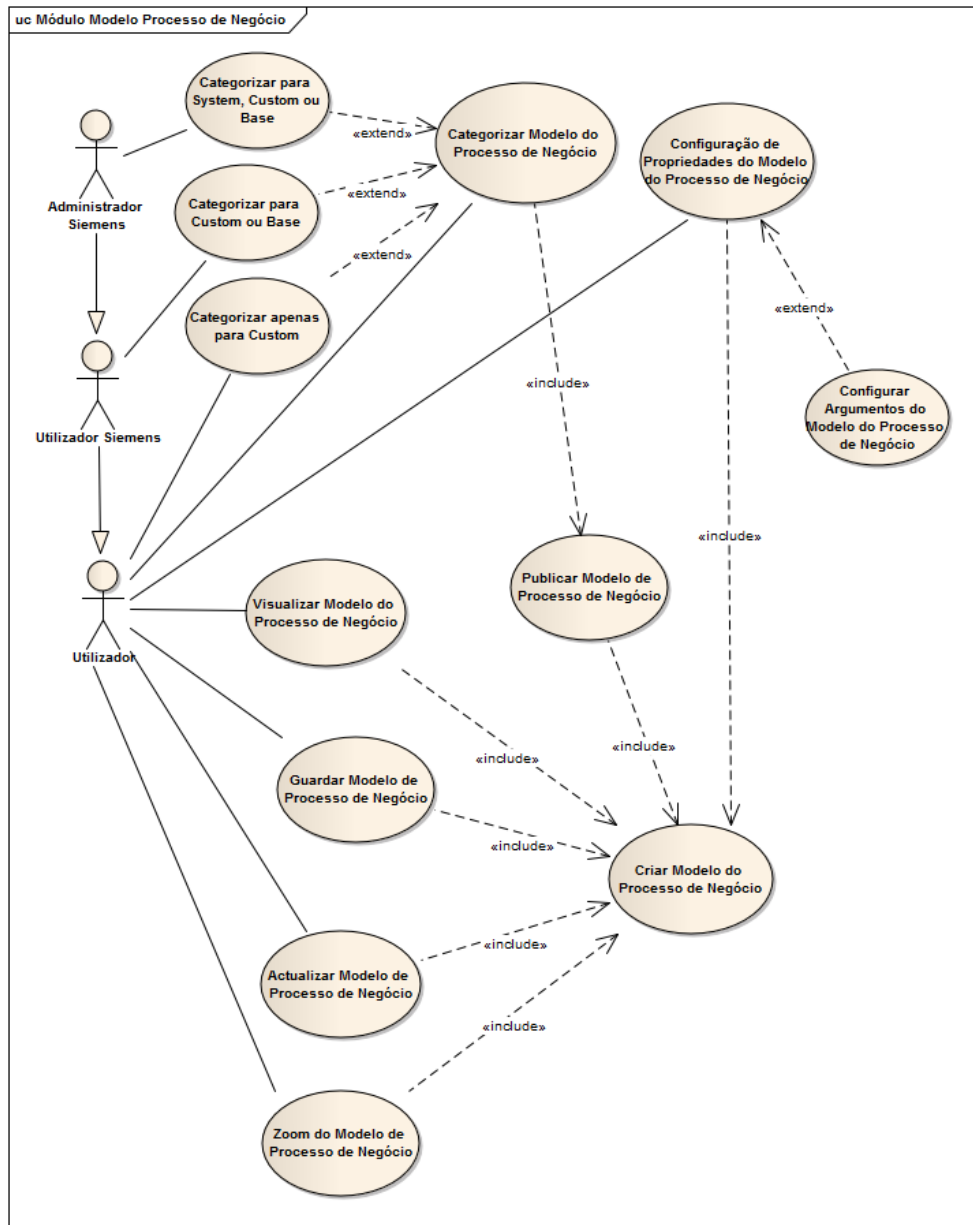 uc Módulo Modelo Processo de Negócio
Categorizar para
System, Custom ou
Base
«extend»
Categorizar Modelo do
Processo de Negócio
Configuração de
Propriedades do Modelo
do Processo de Negócio
Administrador
Siemens
Categorizar para
Custom ou Base
«extend»
«extend»
Categorizar apenas
para Custom
«extend»
Utilizador Siemens
«include»
Configurar
Argumentos do
Modelo do Processo
de Negócio
«include»
Publicar Modelo de
Processo de Negócio
Visualizar Modelo do
Processo de Negócio
Utilizador
«include»
«include»
Guardar Modelo de
Processo de Negócio
«include»
Criar Modelo do
Processo de Negócio
«include»
Actualizar Modelo de
Processo de Negócio
«include»
Zoom do Modelo de
Processo de Negócio